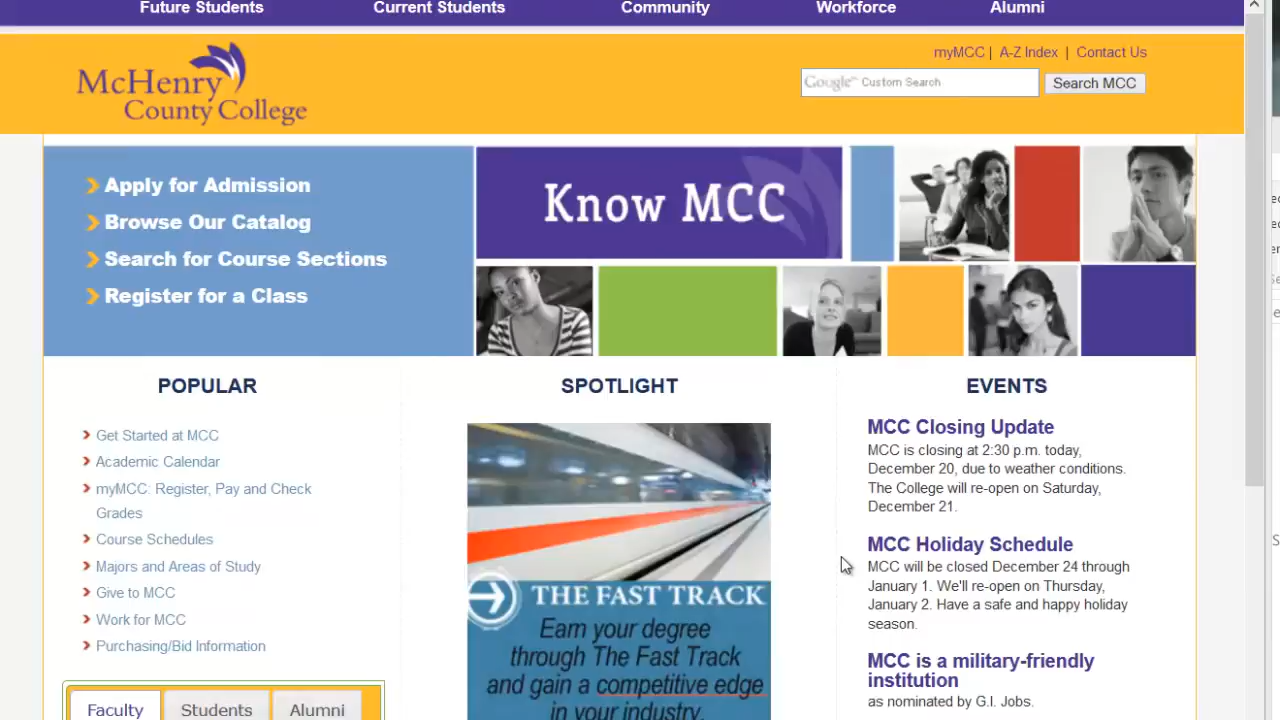 Future Students Current Students Community Workforce Alumni
myMCC | A-Z Index | Contact Us
McHenry
County College
Google™ Custom Search Search MCC
Apply for Admission
Browse Our Catalog
Search for Course Sections
Register for a Class
Know MCC
POPULAR
Get Started at MCC
Academic Calendar
myMCC: Register, Pay and Check
Grades
Course Schedules
Majors and Areas of Study
Give to MCC
Work for MCC
Purchasing/Bid Information
Faculty Students Alumni
SPOTLIGHT
THE FAST TRACK
Earn your degree
through The Fast Track
and gain a competitive edge
in your industry.
EVENTS
MCC Closing Update
MCC is closing at 2:30 p.m. today,
December 20, due to weather conditions.
The College will re-open on Saturday,
December 21.
MCC Holiday Schedule
MCC will be closed December 24 through
January 1. We'll re-open on Thursday,
January 2. Have a safe and happy holiday
season.
MCC is a military-friendly
institution
as nominated by G.I. Jobs.